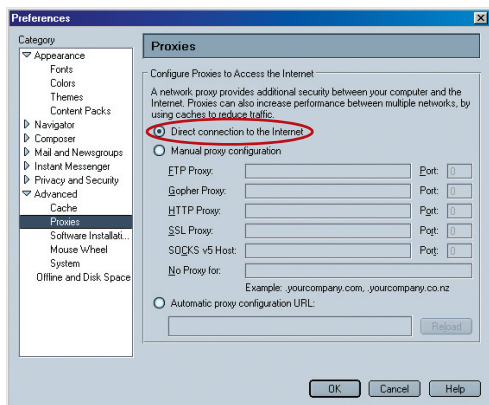 Preferences
Category
Appearance
Fonts
Colors
Themes
Content Packs
Navigator
Composer
Mail and Newsgroups
Instant Messenger
Privacy and Security
Advanced
Cache
Proxies
Software Installati...
Mouse Wheel
System
Offline and Disk Space
Proxies
Configure Proxies to Access the Internet
A network proxy provides additional security between your computer and the
Internet. Proxies can also increase performance between multiple networks, by
using caches to reduce traffic.
Direct connection to the Internet
Manual proxy configuration
FTP Proxy: Port: 0
Gopher Proxy: Port: 0
HTTP Proxy: Port: 0
SSL Proxy: Port: 0
SOCKS v5 Host: Port: 0
No Proxy for:
Example: .yourcompany.com, .yourcompany.co.nz
Automatic proxy configuration URL:
Reload
OK Cancel Help